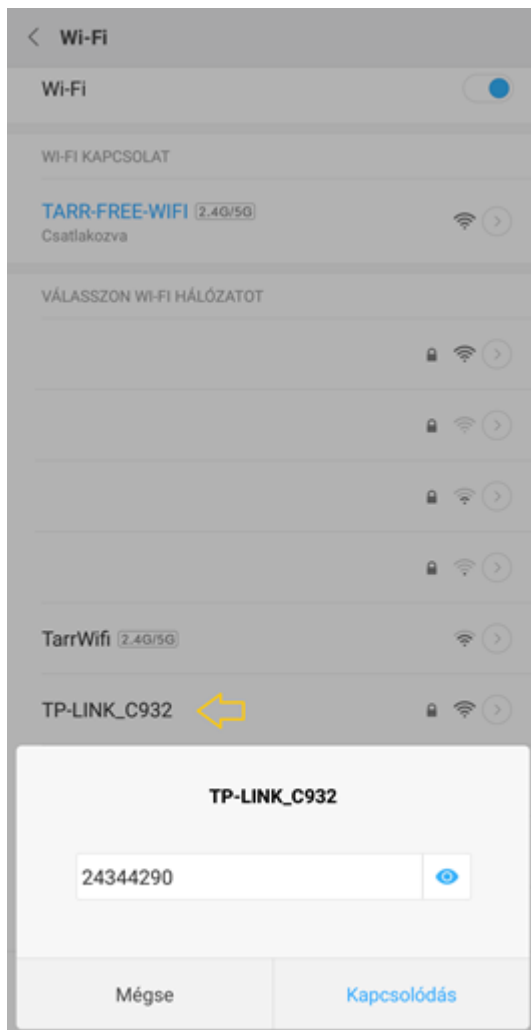 Wi-Fi
Wi-Fi
WI-FI KAPCSOLAT
TARR-FREE-WIFI 2.4G/5G
Csatlakozva
VÁLASSZON WI-FI HÁLÓZATOT
TarrWifi 2.4G/5G
TP-LINK_C932
TP-LINK_C932
24344290
Mégse Kapcsolódás